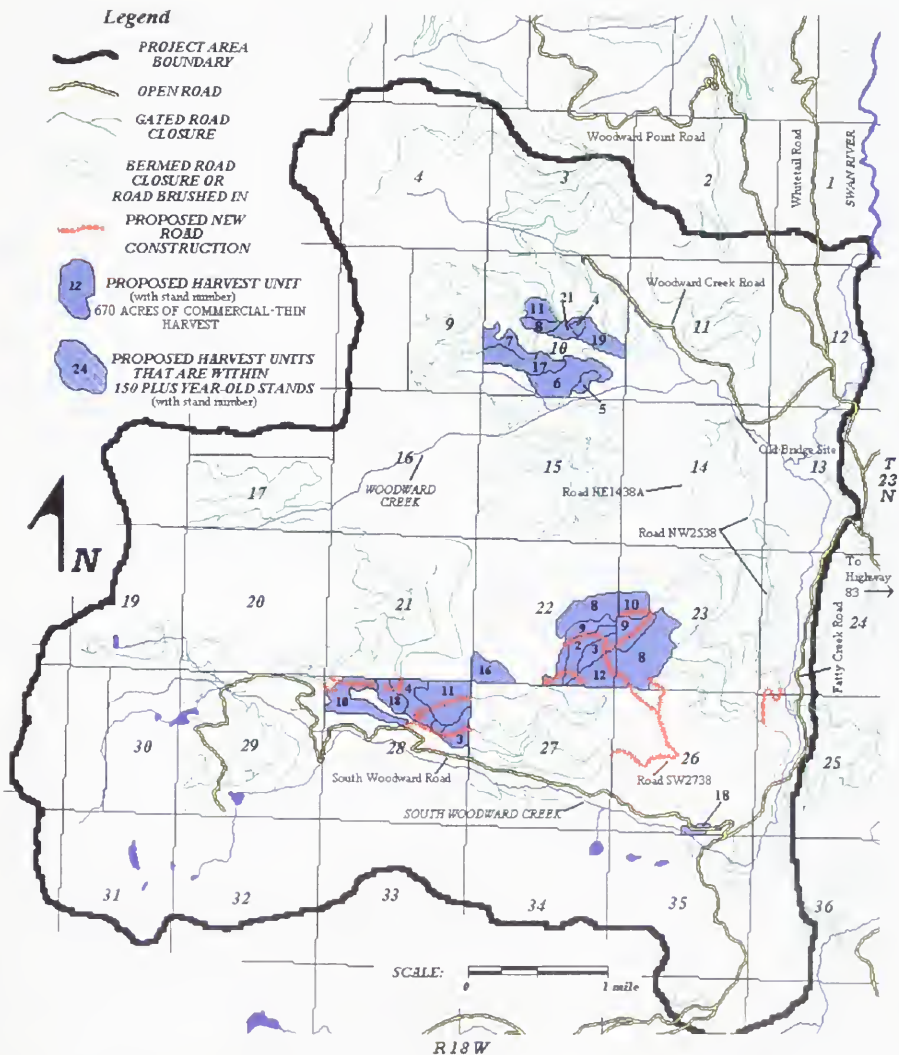 Legend
PROJECT AREA
BOUNDARY
OPEN ROAD
GATED ROAD
CLOSURE
BERMED ROAD
CLOSURE OR
ROAD BRUSHED IN
PROPOSED NEW
ROAD
CONSTRUCTION
12
PROPOSED HARVEST UNIT
(with stand number)
670 ACRES OF COMMERCIAL-THIN
HARVEST
24
PROPOSED HARVEST UNITS
THAT ARE WITHIN
150 PLUS YEAR-OLD STANDS
(with stand number)
N
Woodward Point Road
Whitetail Road
SWAN RIVER
4
3
2
1
Woodward Creek Road
9
11
8
21
4
19
7
10
17
6
5
11
12
Old Bridge Site
17
16
WOODWARD
CREEK
15
14
13
T
23
N
Road NE1438A
Road NW2538
To
Highway
83
Fatty Creek Road
19
20
21
22
23
24
8
10
9
9
2
3
8
12
16
10
4
12
11
3
30
29
28
27
26
25
South Woodward Road
Road SW2738
SOUTH WOODWARD CREEK
18
31
32
33
34
35
36
SCALE:
0
1 mile
R 18 W